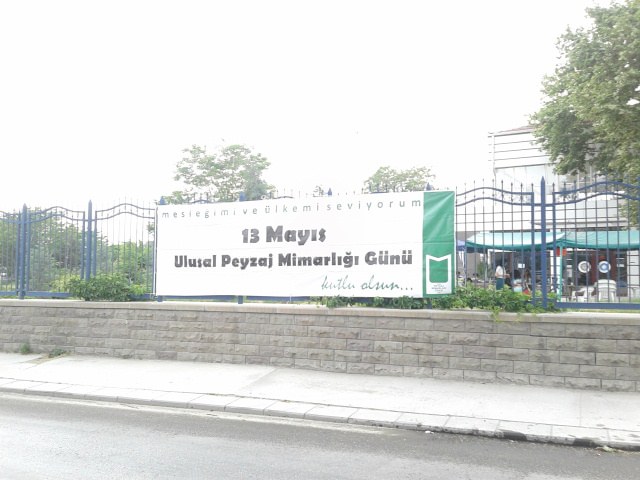 mesleğimi ve ülkemi seviyorum
13 Mayıs
Ulusal Peyzaj Mimarlığı Günü
kutlu olsun...